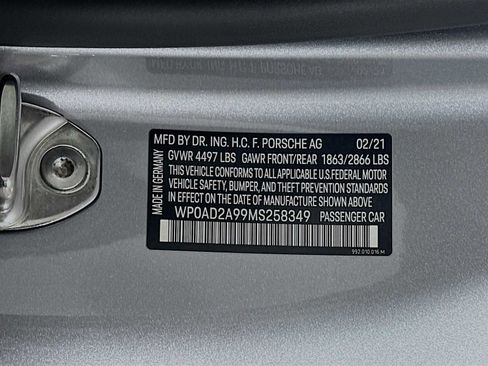 MFD BY DR. ING. H.C. F. PORSCHE AG 02/21
GVWR 4497 LBS GAWR FRONT/REAR 1863/2866 LBS
THIS VEHICLE CONFORMS TO ALL APPLICABLE U.S.FEDERAL MOTOR
VEHICLE SAFETY, BUMPER, AND THEFT PREVENTION STANDARDS IN
EFFECT ON THE DATE OF MANUFACTURE SHOWN ABOVE
WP0AD2A99MS258349 PASSENGER CAR
992 010 016 M
MADE IN GERMANY